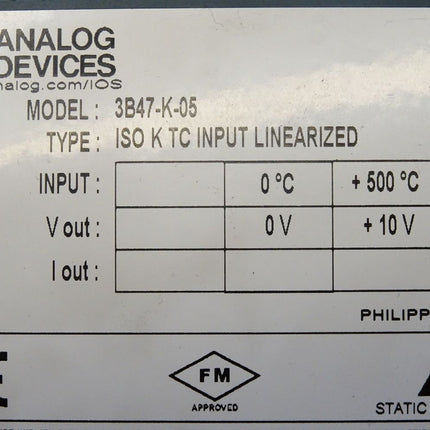 ANALOG
DEVICES
analog.com/IOS
MODEL : 3B47-K-05
TYPE : ISO K TC INPUT LINEARIZED
INPUT : 0 °C + 500 °C
V out : 0 V + 10 V
I out :
PHILIPP
FM
APPROVED
STATIC